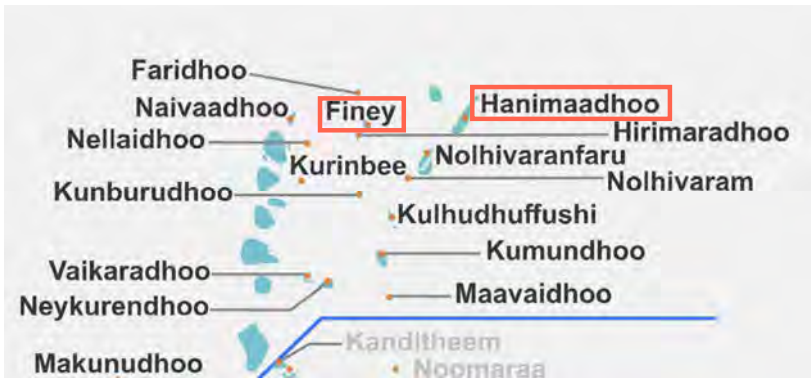 Faridhoo
Naivaadhoo Finey Hanimaadhoo
Nellaidhoo Hirimaradhoo
Kurinbee Nolhivaranfaru
Kunburudhoo Nolhivaram
Kulhudhuffushi
Kumundhoo
Vaikaradhoo
Neykurendhoo Maavaidhoo
Kanditheem
Makunudhoo Noomaraa